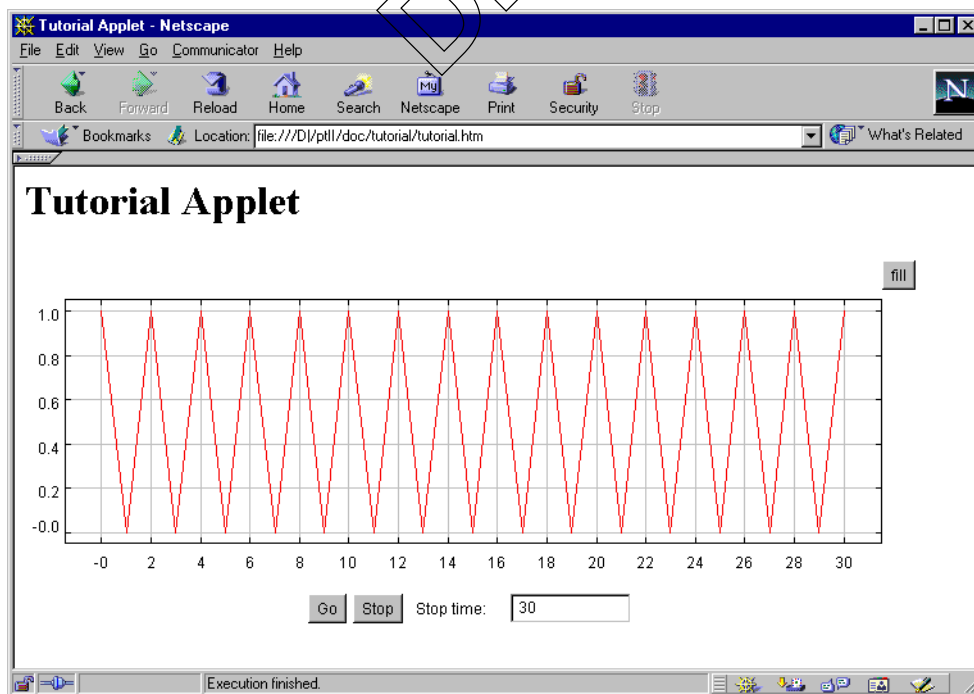 Tutorial Applet - Netscape
File Edit View Go Communicator Help
Back Forward Reload Home Search Netscape Print Security Stop
My
N
Bookmarks Location: file:///D|/ptII/doc/tutorial/tutorial.htm What's Related
Tutorial Applet
fill
1.0
0.8
0.6
0.4
0.2
-0.0
-0 2 4 6 8 10 12 14 16 18 20 22 24 26 28 30
Go Stop Stop time: 30
Execution finished.